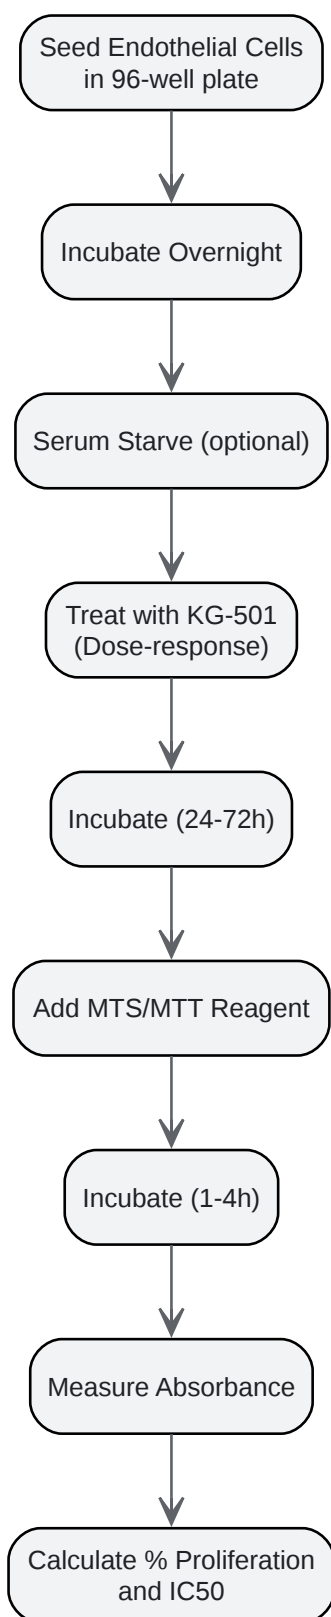 Seed Endothelial Cells
in 96-well plate
Incubate Overnight
Serum Starve (optional)
Treat with KG-501
(Dose-response)
Incubate (24-72h)
Add MTS/MTT Reagent
Incubate (1-4h)
Measure Absorbance
Calculate % Proliferation
and IC50